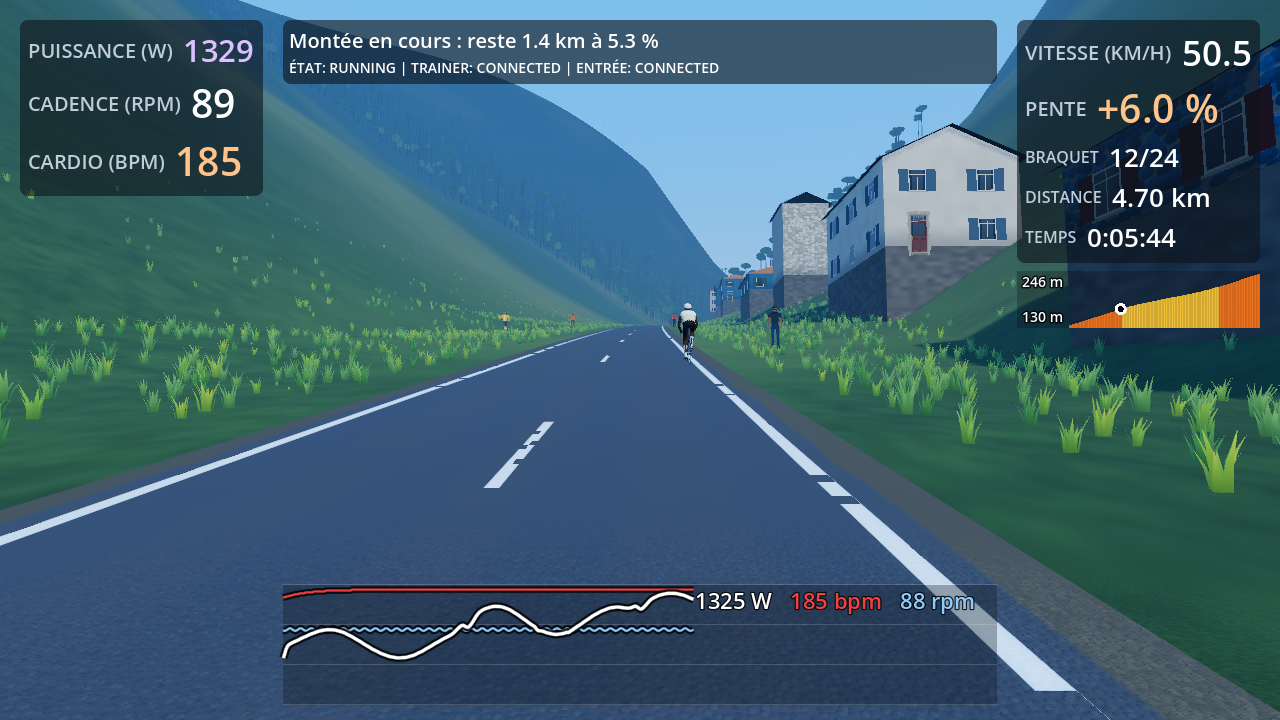 PUISSANCE (W) 1329
CADENCE (RPM) 89
CARDIO (BPM) 185
Montée en cours : reste 1.4 km à 5.3 %
ÉTAT: RUNNING | TRAINER: CONNECTED | ENTRÉE: CONNECTED
VITESSE (KM/H) 50.5
PENTE +6.0 %
BRAQUET 12/24
DISTANCE 4.70 km
TEMPS 0:05:44
246 m
130 m
1325 W 185 bpm 88 rpm